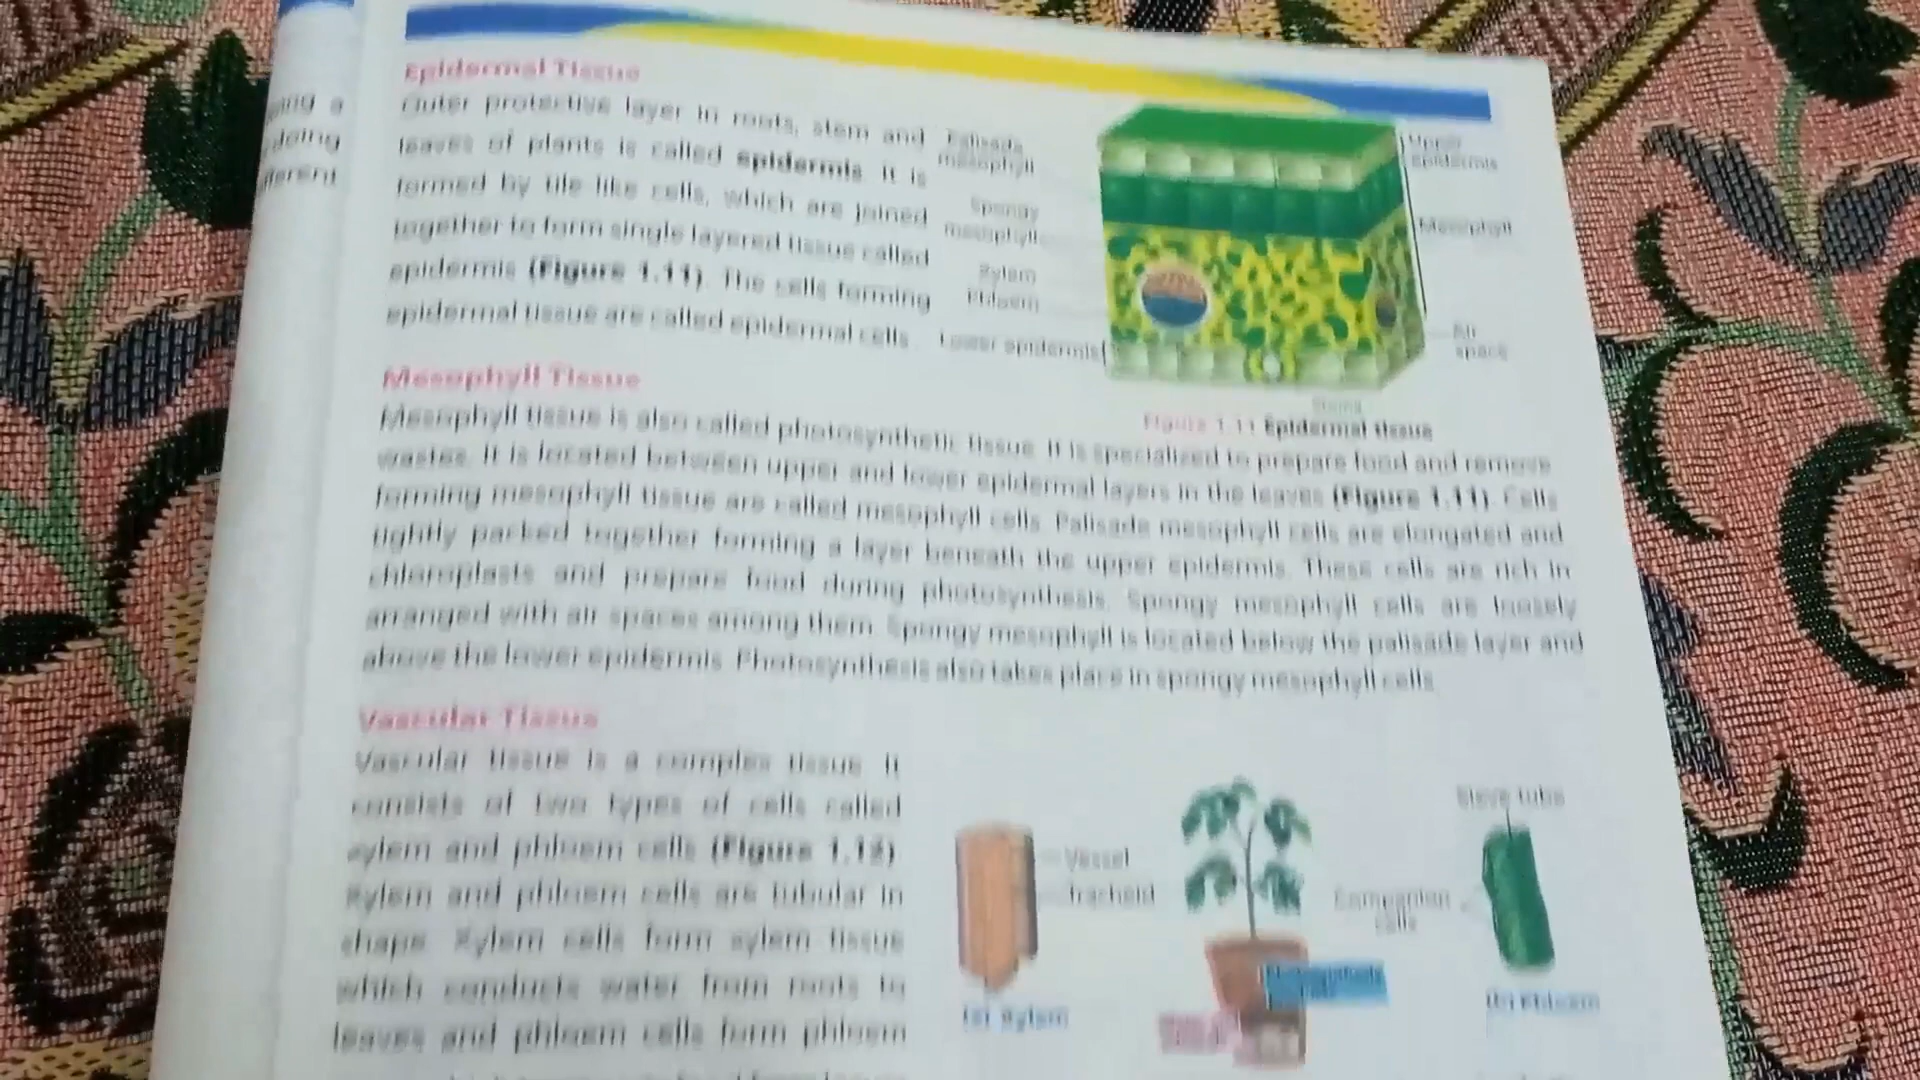 ying a
doing
fferent
Epidermal Tissue
Outer protective layer in roots, stem and
leaves of plants is called epidermis. It is
formed by tile like cells, which are joined
together to form single layered tissue called
epidermis (Figure 1.11). The cells forming
epidermal tissue are called epidermal cells.
Palisade
mesophyll
Spongy
mesophyll
Xylem
Phloem
Lower epidermis
Upper
epidermis
Mesophyll
Air
space
Stoma
Figure 1.11 Epidermal tissue
Mesophyll Tissue
Mesophyll tissue is also called photosynthetic tissue. It is specialized to prepare food and remove
wastes. It is located between upper and lower epidermal layers in the leaves (Figure 1.11). Cells
forming mesophyll tissue are called mesophyll cells. Palisade mesophyll cells are elongated and
tightly packed together forming a layer beneath the upper epidermis. These cells are rich in
chloroplasts and prepare food during photosynthesis. Spongy mesophyll cells are loosely
arranged with air spaces among them. Spongy mesophyll is located below the palisade layer and
above the lower epidermis. Photosynthesis also takes place in spongy mesophyll cells.
Vascular Tissue
Vascular tissue is a complex tissue. It
consists of two types of cells called
xylem and phloem cells (Figure 1.12).
Xylem and phloem cells are tubular in
shape. Xylem cells form xylem tissue
which conducts water from roots to
leaves and phloem cells form phloem
Vessel
Tracheid
(a) Xylem
Sieve tube
Companion
cells
(b) Phloem